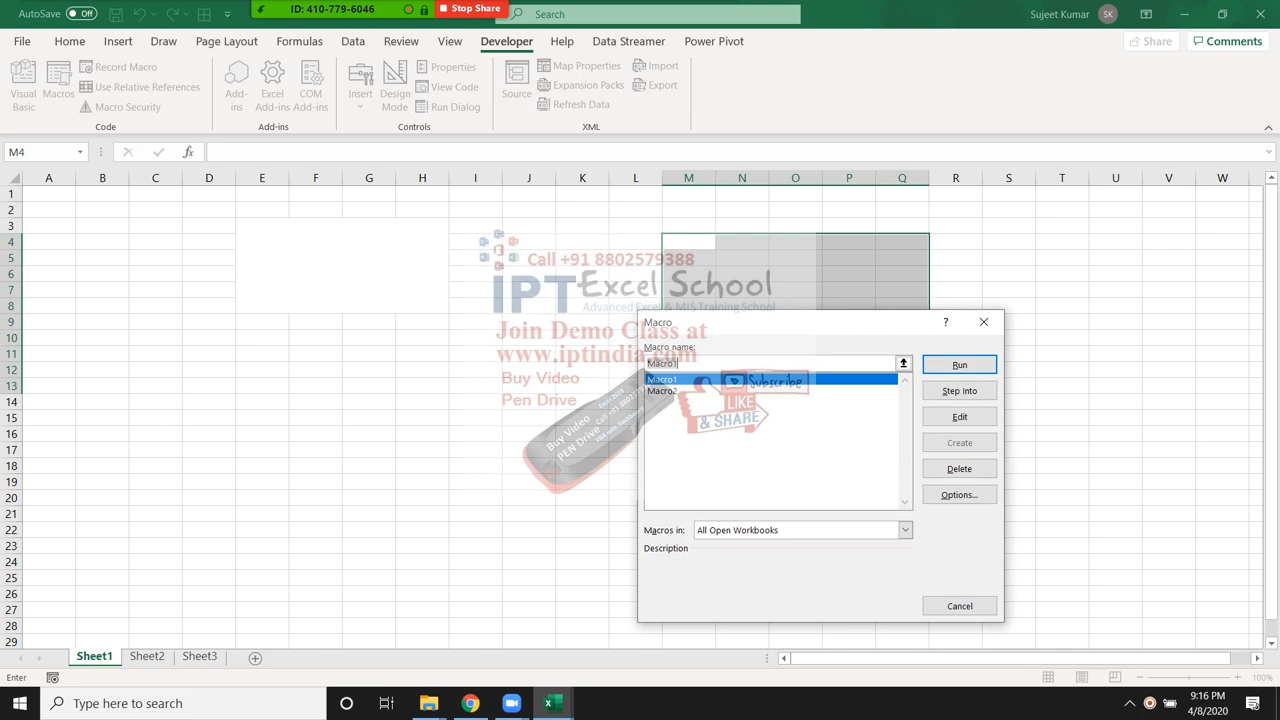 AutoSave Off
ID: 410-779-6046
Stop Share
Search
Sujeet Kumar
SK
File Home Insert Draw Page Layout Formulas Data Review View Developer Help Data Streamer Power Pivot
Share
Comments
Visual Basic
Macros
Record Macro
Use Relative References
Macro Security
Code
Add-ins
Excel Add-ins
COM Add-ins
Add-ins
Insert
Design Mode
Properties
View Code
Run Dialog
Controls
Source
Map Properties
Expansion Packs
Refresh Data
Import
Export
XML
M4
fx
A B C D E F G H I J K L M N O P Q R S T U V W
1
2
3
4
5
6
7
8
9
10
11
12
13
14
15
16
17
18
19
20
21
22
23
24
25
26
27
28
29
Call +91 8802579388
iPTExcel School
Advanced Excel & MIS Training School
Join Demo Class at
www.iptindia.com
Buy Video
Pen Drive
Buy Video
PEN Drive
Call +91 8802579388
Subscribe
LIKE
& SHARE
Macro
?
Macro name:
Macro1
Macro1
Macro2
Run
Step Into
Edit
Create
Delete
Options...
Macros in:
All Open Workbooks
Description
Cancel
Sheet1 Sheet2 Sheet3
Enter
100%
Type here to search
9:16 PM
4/8/2020